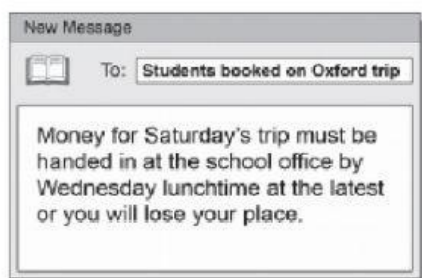 New Message
To: Students booked on Oxford trip
Money for Saturday's trip must be
handed in at the school office by
Wednesday lunchtime at the latest
or you will lose your place.